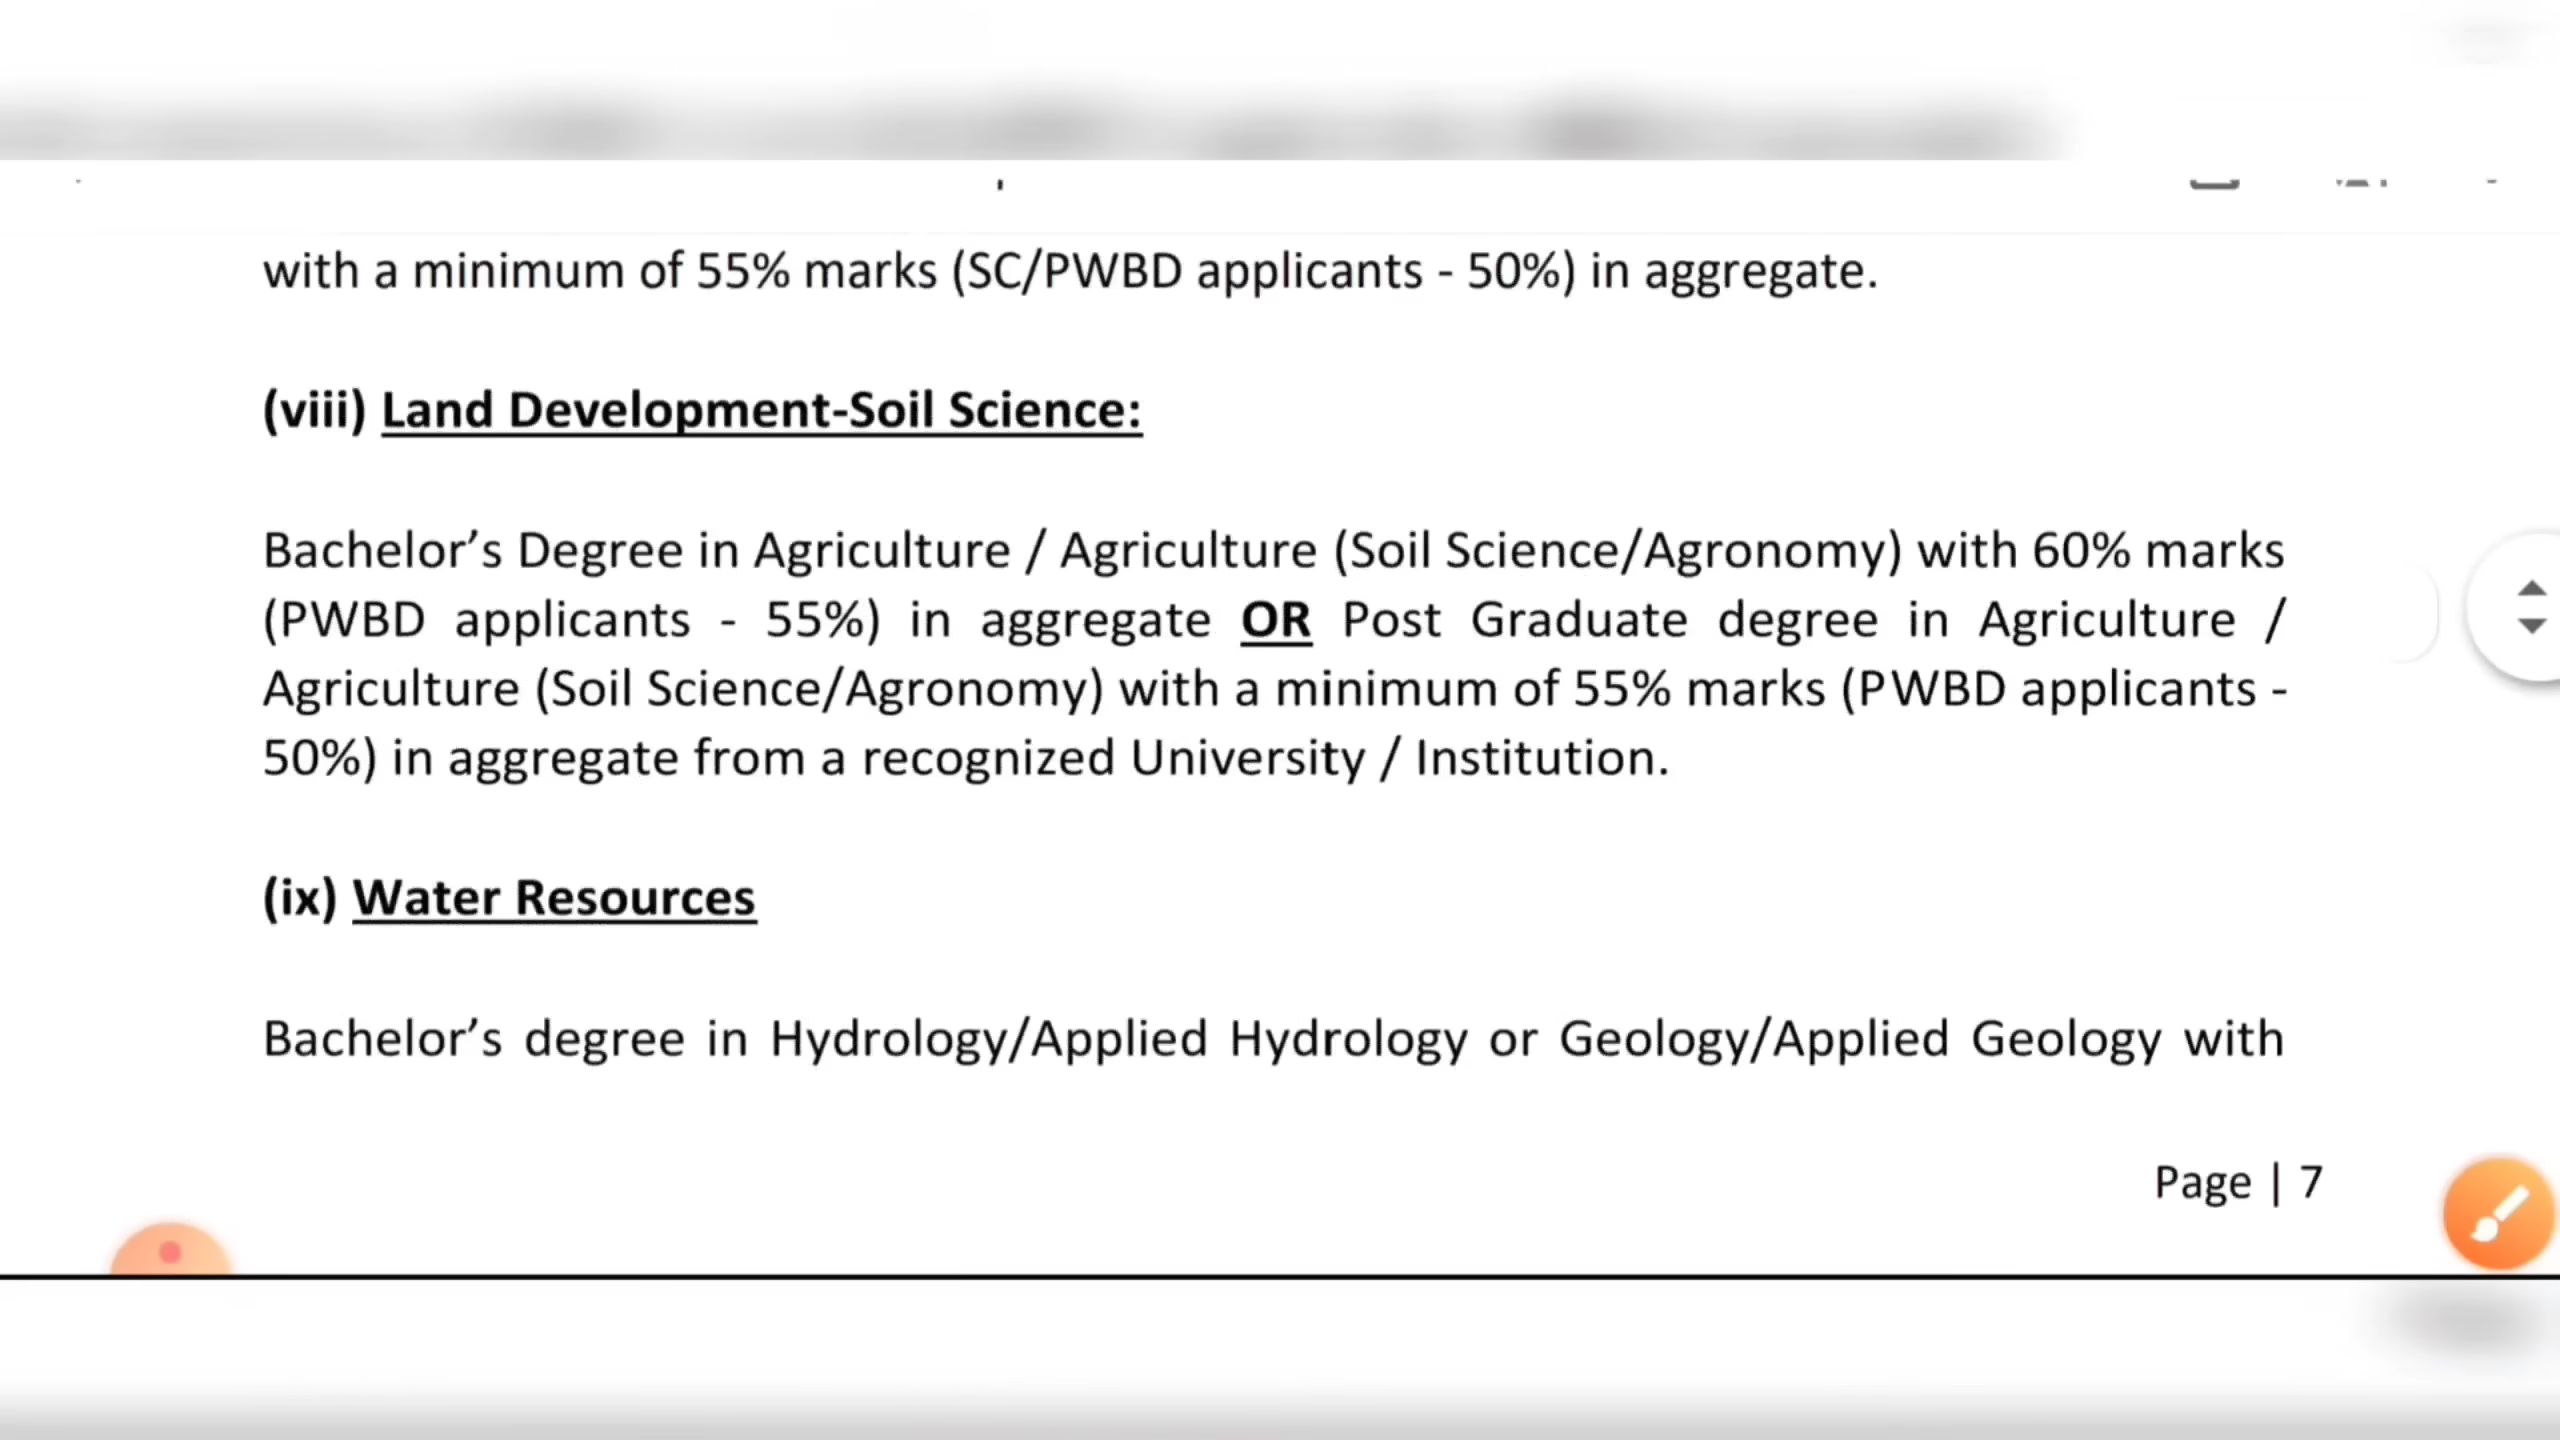 with a minimum of 55% marks (SC/PWBD applicants - 50%) in aggregate.
(viii) Land Development-Soil Science:
Bachelor’s Degree in Agriculture / Agriculture (Soil Science/Agronomy) with 60% marks
(PWBD applicants - 55%) in aggregate OR Post Graduate degree in Agriculture /
Agriculture (Soil Science/Agronomy) with a minimum of 55% marks (PWBD applicants -
50%) in aggregate from a recognized University / Institution.
(ix) Water Resources
Bachelor’s degree in Hydrology/Applied Hydrology or Geology/Applied Geology with
Page | 7